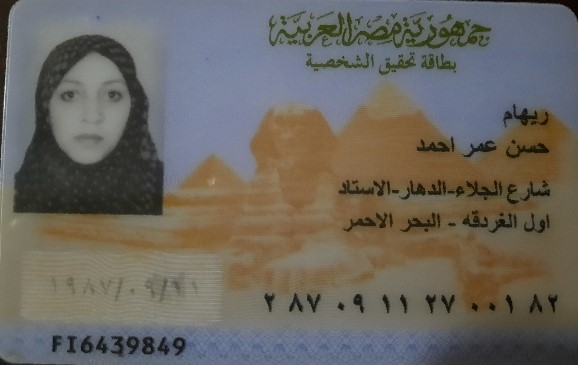 جمهورية مصر العربية
بطاقة تحقيق الشخصية
ريهام
حسن عمر احمد
شارع الجلاء-الدهار-الاستاد
اول الغردقه - البحر الاحمر
٢ ٨٧ ٠٩ ١١ ٢٧ ٠٠١ ٨٢
١٩٨٧/٠٩/١١
FI6439849